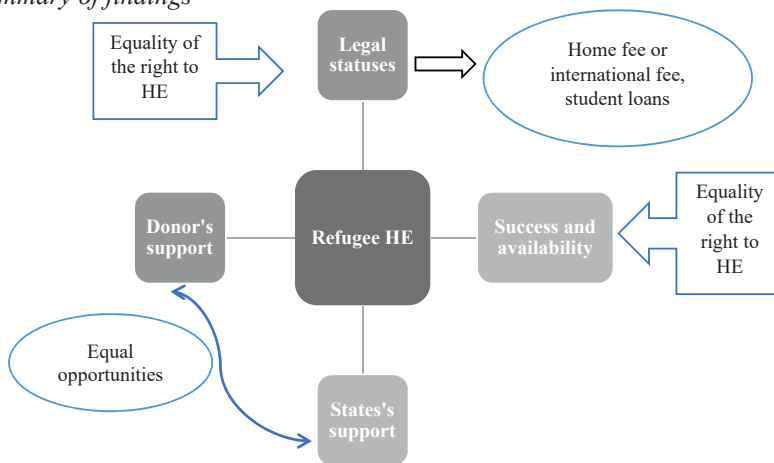 of findings
Equality of
the right to
HE
Legal
statuses
Home fee or
international fee,
student loans
Donor's
support
Refugee HE
Success and
availability
Equality
of the
right to
HE
Equal
opportunities
States's
support